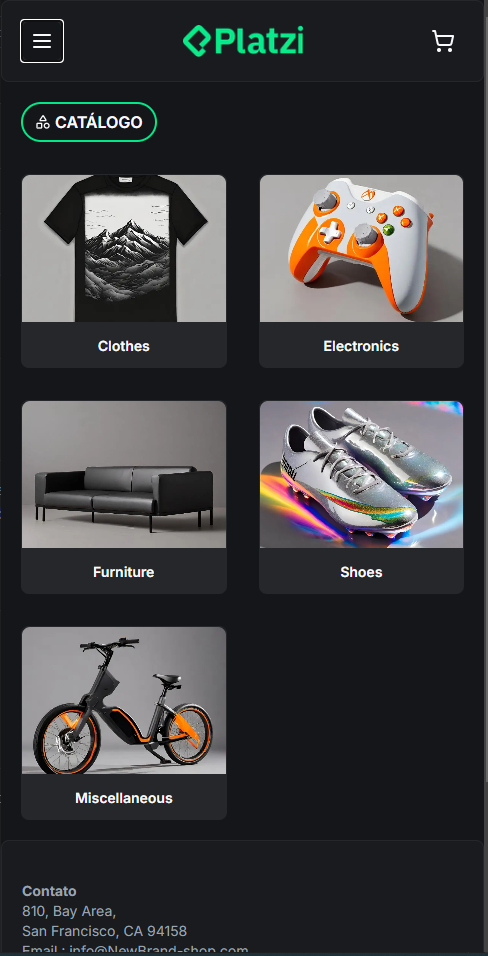 Platzi
CATÁLOGO
Clothes
Electronics
Furniture
Shoes
Miscellaneous
Contato
810, Bay Area,
San Francisco, CA 94158
Email : info@NewBrand-shop.com